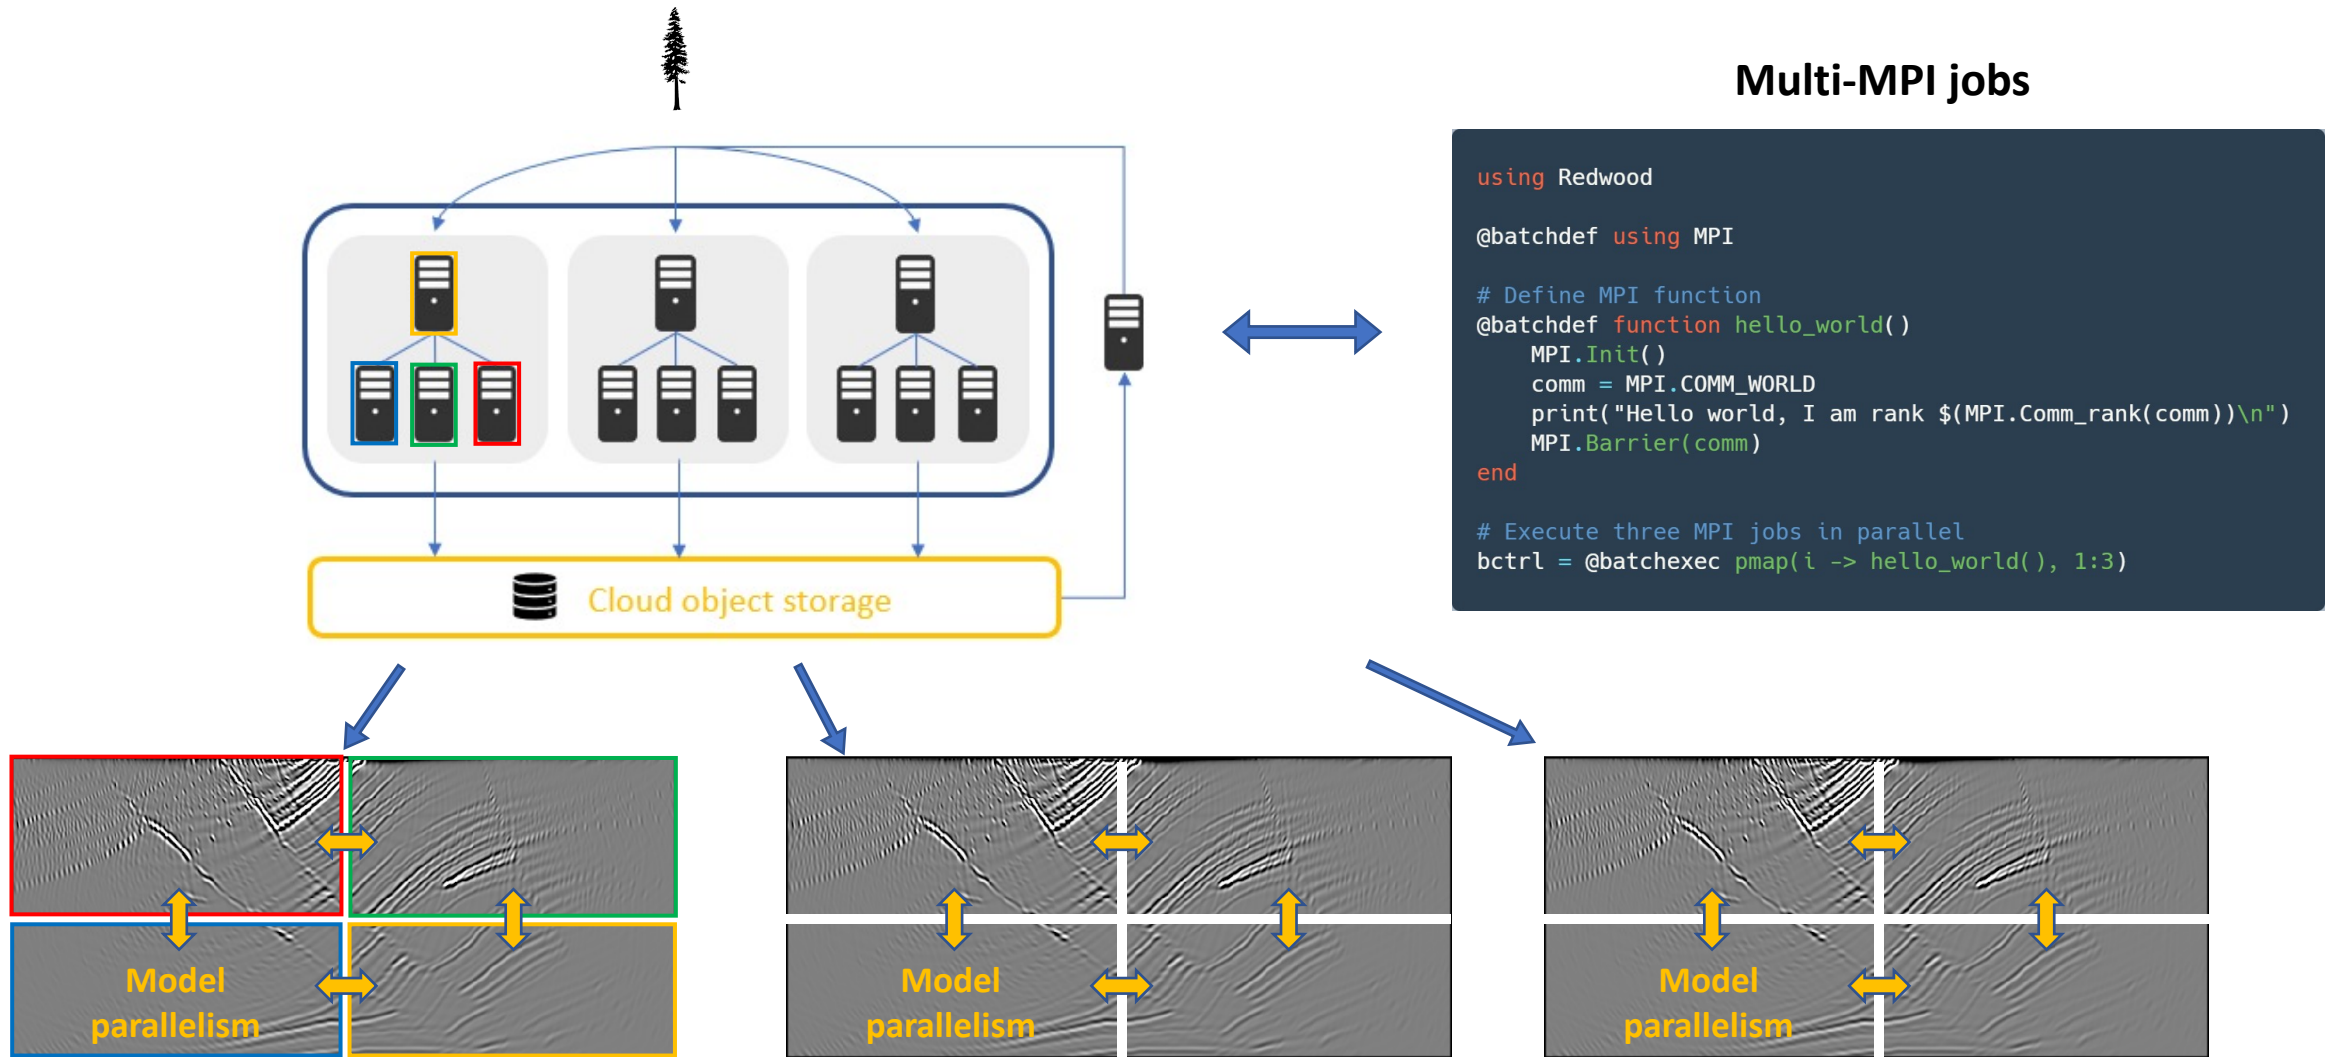 Multi-MPI jobs
using Redwood
@batchdef using MPI
# Define MPI function
@batchdef function hello_world()
    MPI.Init()
    comm = MPI.COMM_WORLD
    print("Hello world, I am rank $(MPI.Comm_rank(comm))\n")
    MPI.Barrier(comm)
end
# Execute three MPI jobs in parallel
bctrl = @batchexec pmap(i -> hello_world(), 1:3)
Cloud object storage
Model
parallelism
Model
parallelism
Model
parallelism